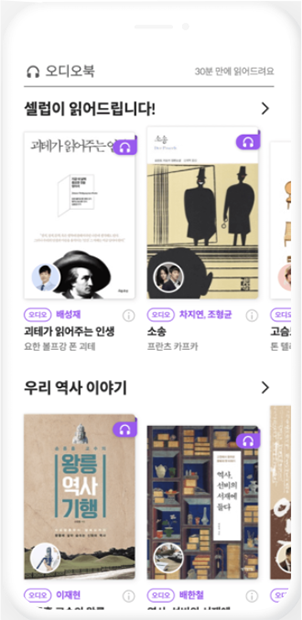 오디오북
30분 안에 읽어드려요
셀럽이 읽어드립니다!
괴테가 읽어주는 인
소송
오디오 배성재
괴테가 읽어주는 인생
요한 볼프강 폰 괴테
오디오 차지연, 조형균
소송
프란츠 카프카
오디
고슴
톤 텔
우리 역사 이야기
왕릉
역사
기행
역사,
선비의
서재에
들다
오디오 이재현
오디오 배한철
오디